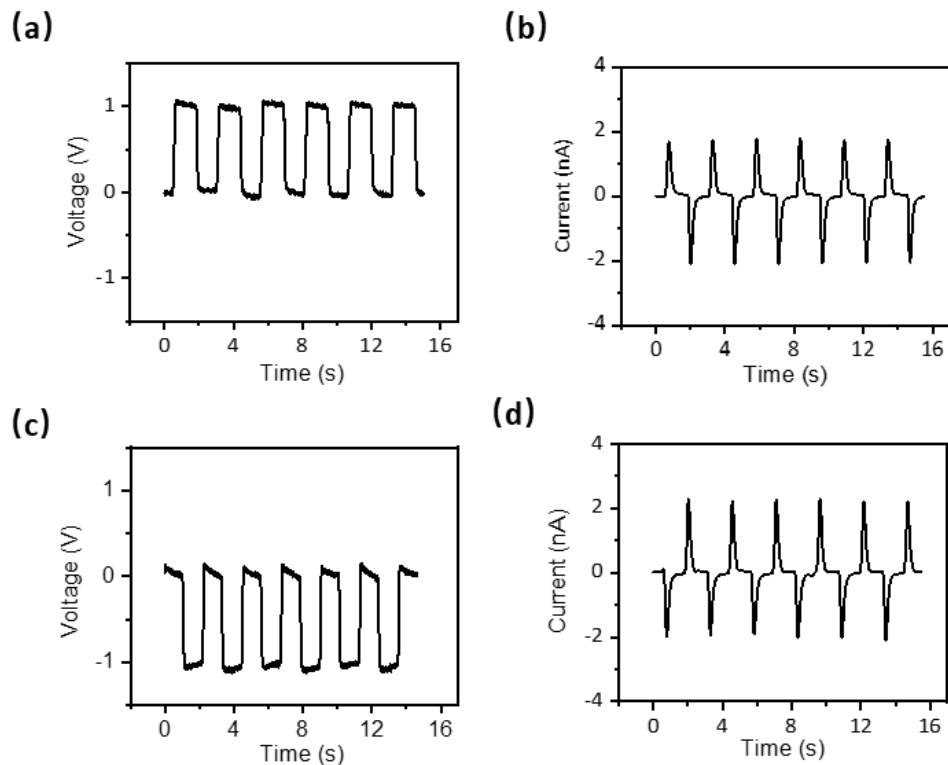 (a)
Voltage (V)
1
0
-1
0 4 8 12 16
Time (s)
(b)
Current (nA)
4
2
0
-2
-4
0 4 8 12 16
Time (s)
(c)
Voltage (V)
1
0
-1
0 4 8 12 16
Time (s)
(d)
Current (nA)
4
2
0
-2
-4
0 4 8 12 16
Time (s)